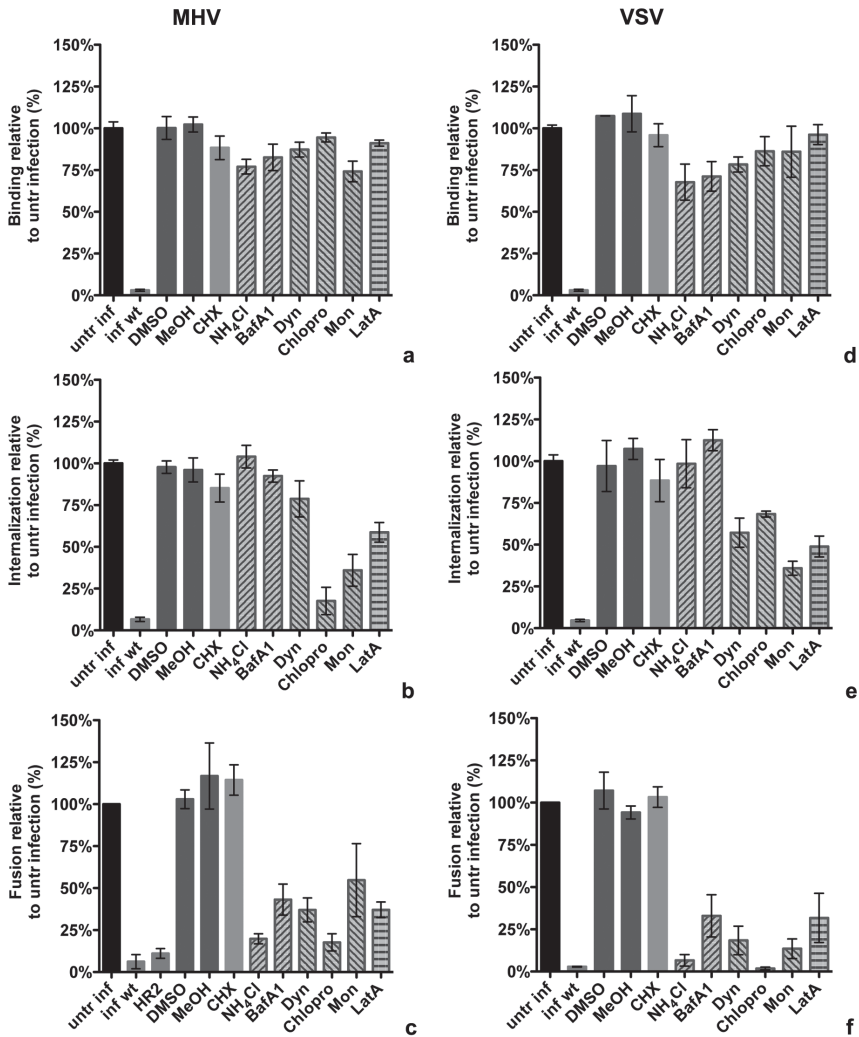 MHV
VSV
Binding relative
to untr infection (%)
150%
125%
100%
75%
50%
25%
0%
untr inf
inf wt
DMSO
MeOH
CHX
NH4Cl
BafA1
Dyn
Chlopro
Mon
LatA
a
Binding relative
to untr infection (%)
150%
125%
100%
75%
50%
25%
0%
untr inf
inf wt
DMSO
MeOH
CHX
NH4Cl
BafA1
Dyn
Chlopro
Mon
LatA
d
Internalization relative
to untr infection (%)
150%
125%
100%
75%
50%
25%
0%
untr inf
inf wt
DMSO
MeOH
CHX
NH4Cl
BafA1
Dyn
Chlopro
Mon
LatA
b
Internalization relative
to untr infection (%)
150%
125%
100%
75%
50%
25%
0%
untr inf
inf wt
DMSO
MeOH
CHX
NH4Cl
BafA1
Dyn
Chlopro
Mon
LatA
e
Fusion relative
to untr infection (%)
150%
125%
100%
75%
50%
25%
0%
untr inf
inf wt
HR2
DMSO
MeOH
CHX
NH4Cl
BafA1
Dyn
Chlopro
Mon
LatA
c
Fusion relative
to untr infection (%)
150%
125%
100%
75%
50%
25%
0%
untr inf
inf wt
DMSO
MeOH
CHX
NH4Cl
BafA1
Dyn
Chlopro
Mon
LatA
f